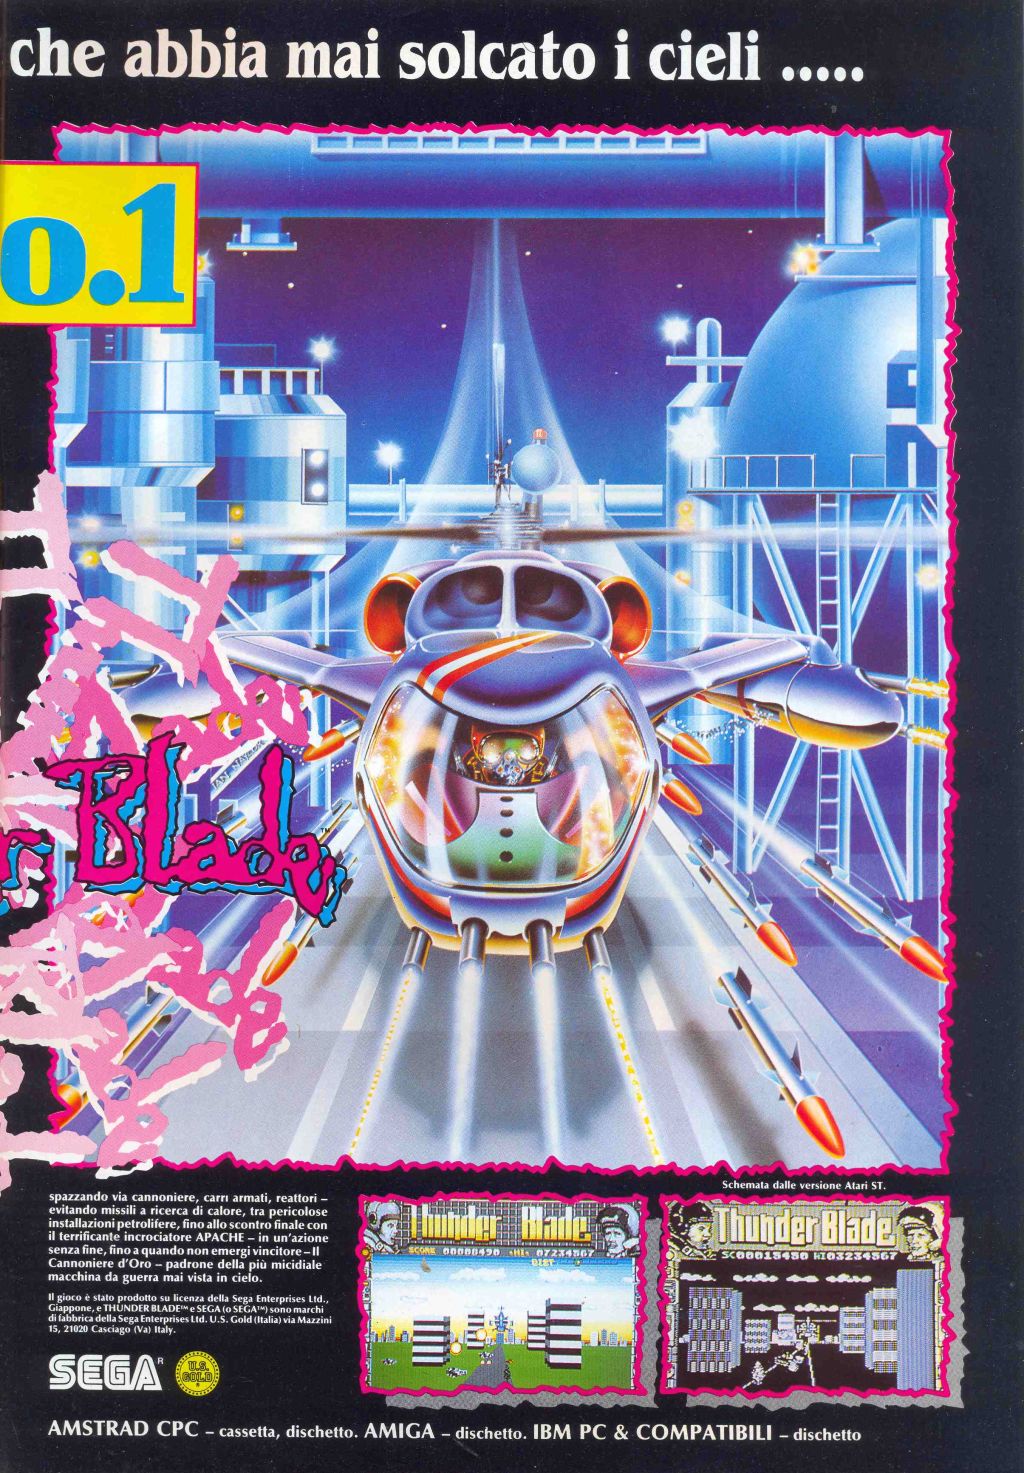 che abbia mai solcato i cieli .....
o.1
Blade
r Blade™
Schemata dalle versione Atari ST.
spazzando via cannoniere, carri armati, reattori –
evitando missili a ricerca di calore, tra pericolose
installazioni petrolifere, fino allo scontro finale con
il terrificante incrociatore APACHE – in un'azione
senza fine, fino a quando non emergi vincitore – Il
Cannoniere d'Oro – padrone della più micidiale
macchina da guerra mai vista in cielo.
Il gioco è stato prodotto su licenza della Sega Enterprises Ltd.,
Giappone, e THUNDER BLADE™ e SEGA (o SEGA™) sono marchi
di fabbrica della Sega Enterprises Ltd. U.S. Gold (Italia) via Mazzini
15, 21020 Casciago (Va) Italy.
SEGA®
U.S.
GOLD
®
Thunder Blade
SCORE 00008430 HI 07234567
DIST
Thunder Blade
SC00015450 HI03234567
AMSTRAD CPC – cassetta, dischetto. AMIGA – dischetto. IBM PC & COMPATIBILI – dischetto